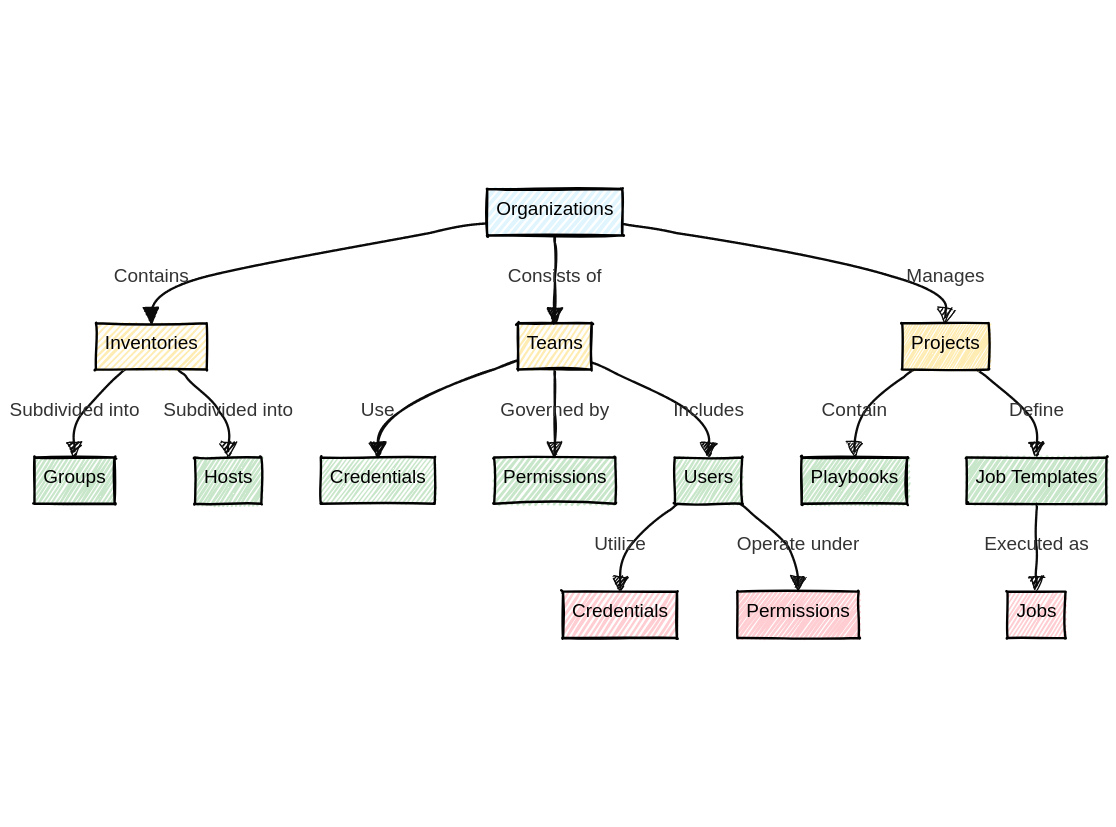 Organizations
Contains
Consists of
Manages
Inventories
Teams
Projects
Subdivided into
Subdivided into
Use
Governed by
Includes
Contain
Define
Groups
Hosts
Credentials
Permissions
Users
Playbooks
Job Templates
Utilize
Operate under
Executed as
Credentials
Permissions
Jobs